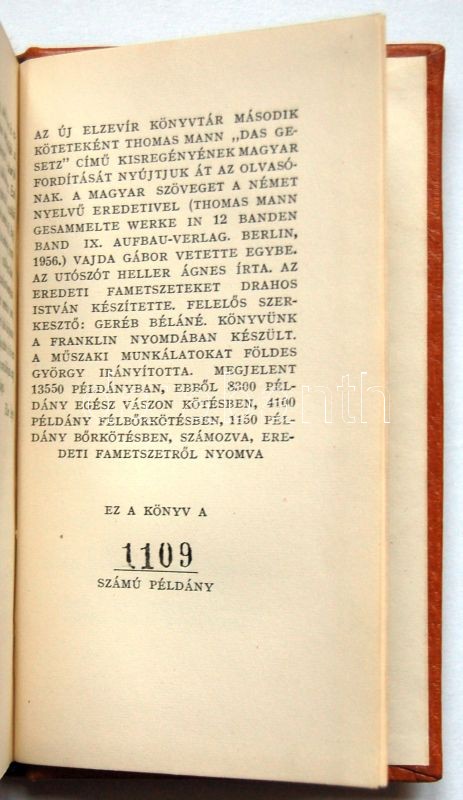 AZ ÚJ ELZEVÍR KÖNYVTÁR MÁSODIK
KÖTETEKÉNT THOMAS MANN „DAS GE-
SETZ” CÍMŰ KISREGÉNYÉNEK MAGYAR
FORDÍTÁSÁT NYÚJTJUK ÁT AZ OLVASÓ-
NAK. A MAGYAR SZÖVEGET A NÉMET
NYELVŰ EREDETIVEL (THOMAS MANN
GESAMMELTE WERKE IN 12 BANDEN
BAND IX. AUFBAU-VERLAG. BERLIN,
1956.) VAJDA GÁBOR VETETTE EGYBE.
AZ UTÓSZÓT HELLER ÁGNES ÍRTA. AZ
EREDETI FAMETSZETEKET DRAHOS
ISTVÁN KÉSZÍTETTE. FELELŐS SZER-
KESZTŐ: GERÉB BÉLÁNÉ. KÖNYVÜNK
A FRANKLIN NYOMDÁBAN KÉSZÜLT.
A MŰSZAKI MUNKÁLATOKAT FÖLDES
GYÖRGY IRÁNYÍTOTTA. MEGJELENT
13550 PÉLDÁNYBAN, EBBŐL 8300 PÉL-
DÁNY EGÉSZ VÁSZON KÖTÉSBEN, 4100
PÉLDÁNY FÉLBŐRKÖTÉSBEN, 1150 PÉL-
DÁNY BŐRKÖTÉSBEN, SZÁMOZVA, ERE-
DETI FAMETSZETRŐL NYOMVA
EZ A KÖNYV A
1109
SZÁMÚ PÉLDÁNY